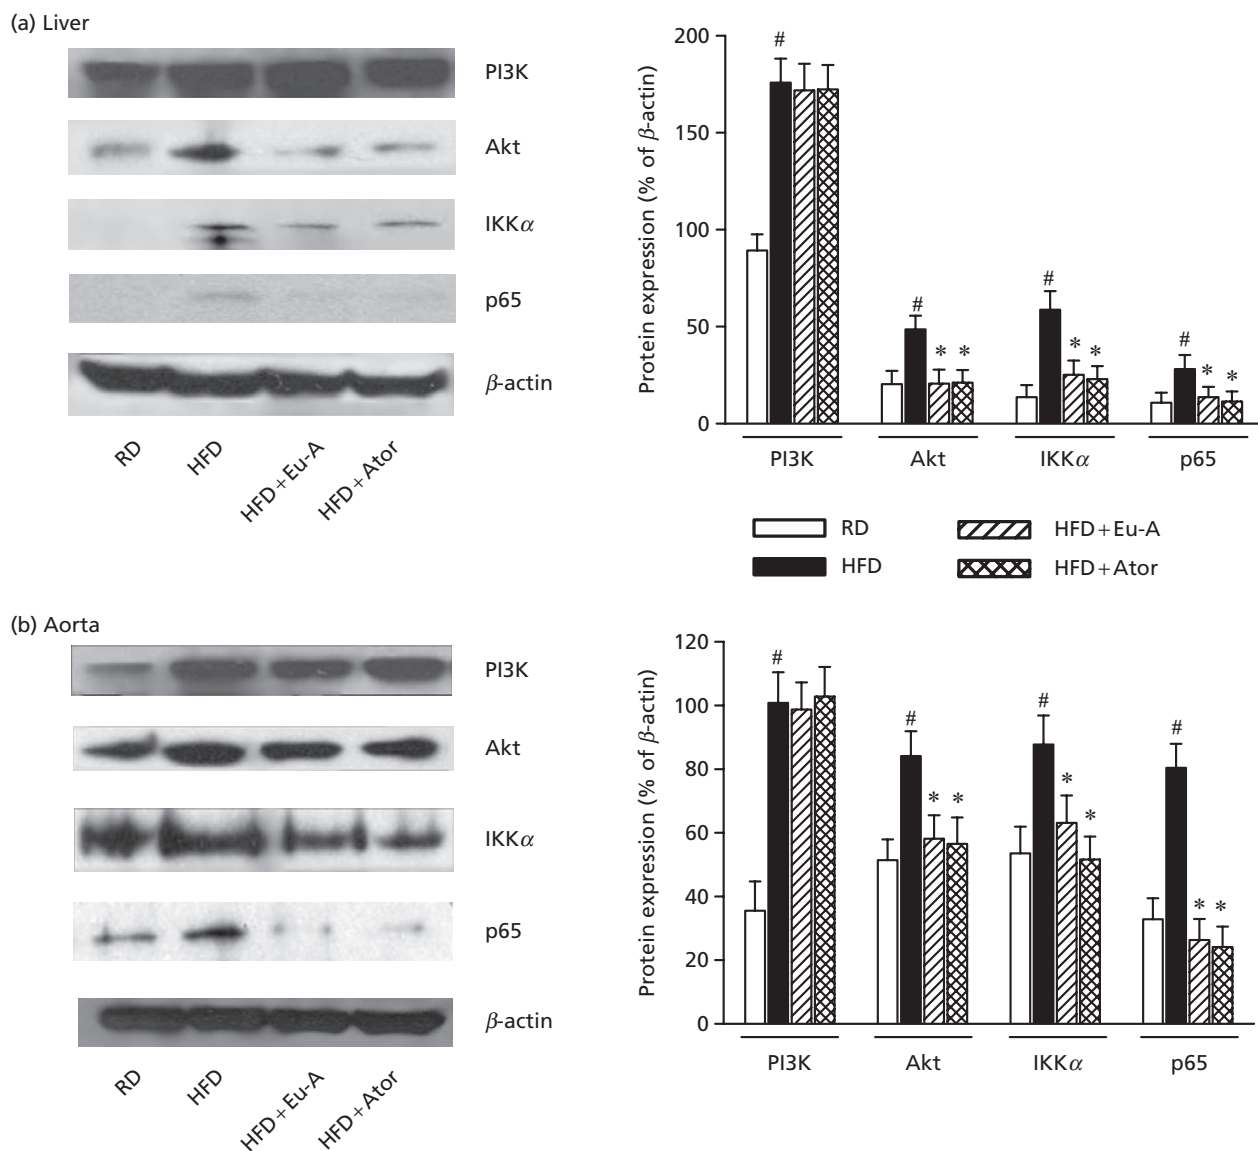 (a) Liver
PI3K
Akt
IKKα
p65
β-actin
RD
HFD
HFD+Eu-A
HFD+Ator
Protein expression (% of β-actin)
200
150
100
50
0
#
#
* *
#
* *
#
* *
PI3K
Akt
IKKα
p65
RD
HFD
HFD+Eu-A
HFD+Ator
(b) Aorta
PI3K
Akt
IKKα
p65
β-actin
RD
HFD
HFD+Eu-A
HFD+Ator
Protein expression (% of β-actin)
120
100
80
60
40
20
0
#
#
* *
#
*
*
#
* *
PI3K
Akt
IKKα
p65